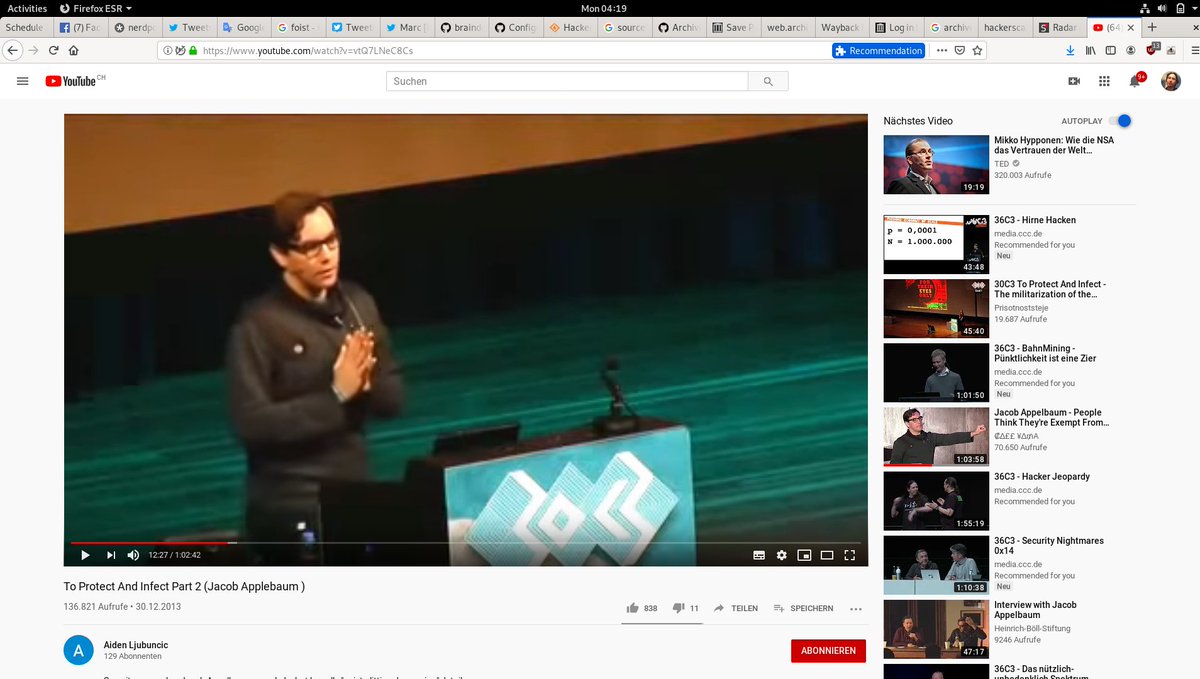 Activities Firefox ESR Mon 04:19
Schedule (7) Fac nerdpo Tweet Googl foist - Tweet Marc [ braind Config Hacke source Archiv Save P web.archi Wayback Log in archiv hackersca Radar (64)
https://www.youtube.com/watch?v=vtQ7LNeC8Cs Recommendation 13
YouTube CH Suchen 9+
Nächstes Video AUTOPLAY
Mikko Hypponen: Wie die NSA
das Vertrauen der Welt…
TED
320.003 Aufrufe
19:19
36C3 - Hirne Hacken
media.ccc.de
Recommended for you
Neu
p = 0,0001
N = 1.000.000
43:48
30C3 To Protect And Infect -
The militarization of the…
Prisotnoststeje
19.687 Aufrufe
45:40
36C3 - BahnMining -
Pünktlichkeit ist eine Zier
media.ccc.de
Recommended for you
Neu
1:01:50
Jacob Appelbaum - People
Think They're Exempt From…
70.650 Aufrufe
1:03:58
36C3 - Hacker Jeopardy
media.ccc.de
Recommended for you
1:55:19
36C3 - Security Nightmares
0x14
media.ccc.de
Recommended for you
Neu
1:10:38
Interview with Jacob
Appelbaum
Heinrich-Böll-Stiftung
9246 Aufrufe
47:17
36C3 - Das nützlich-
unbedenklich Spektrum
12:27 / 1:02:42
To Protect And Infect Part 2 (Jacob Applebaum )
136.821 Aufrufe • 30.12.2013 838 11 TEILEN SPEICHERN
A
Aiden Ljubuncic
129 Abonnenten
ABONNIEREN